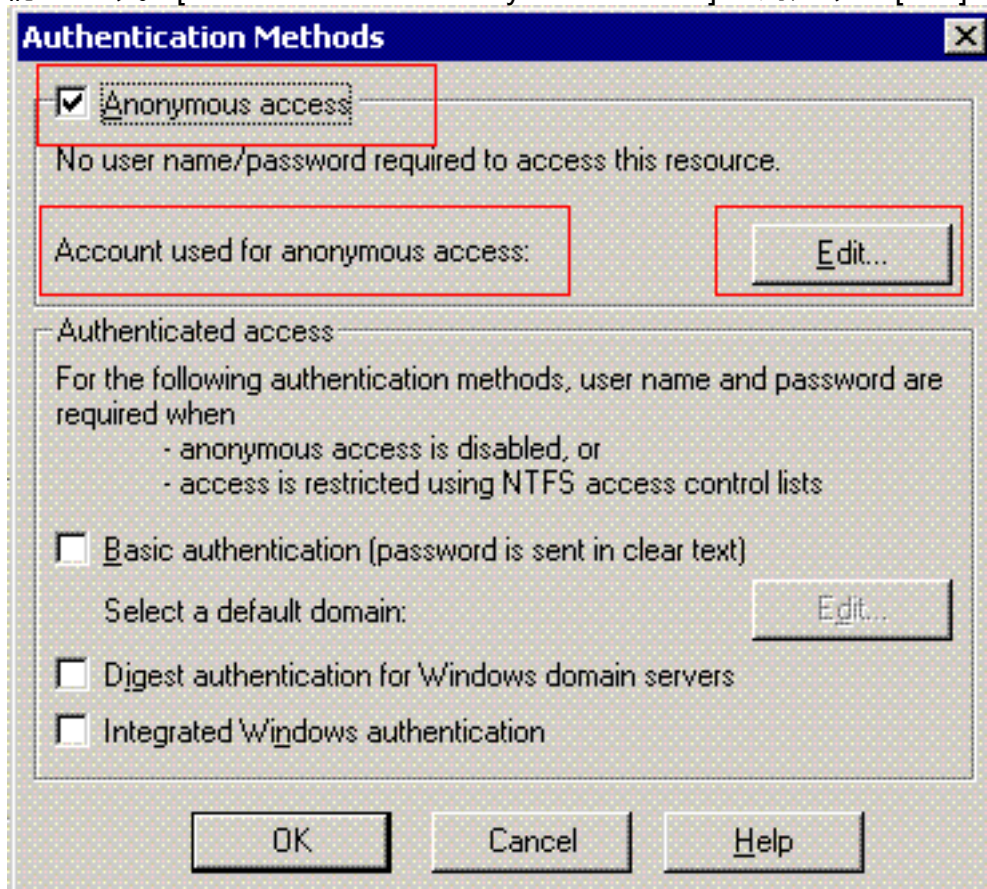 Authentication Methods
Anonymous access
No user name/password required to access this resource.
Account used for anonymous access:
Edit...
Authenticated access
For the following authentication methods, user name and password are
required when
- anonymous access is disabled, or
- access is restricted using NTFS access control lists
Basic authentication (password is sent in clear text)
Select a default domain:
Edit...
Digest authentication for Windows domain servers
Integrated Windows authentication
OK
Cancel
Help